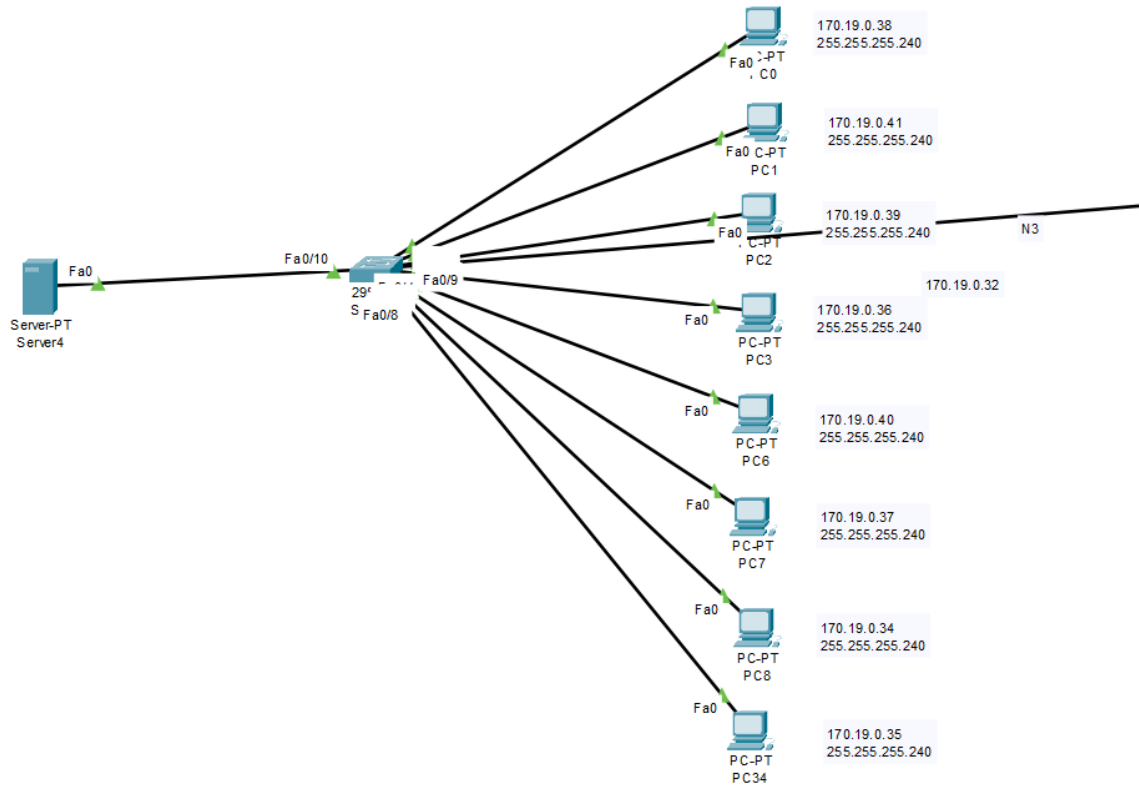 170.19.0.38
255.255.255.240
Fa0
C-PT
C0
170.19.0.41
255.255.255.240
Fa0
C-PT
PC1
170.19.0.39
255.255.255.240
Fa0
C-PT
PC2
N3
Fa0/10
Fa0
Fa0/9
29
S
Fa0/8
Server-PT
Server4
170.19.0.32
170.19.0.36
255.255.255.240
Fa0
PC-PT
PC3
170.19.0.40
255.255.255.240
Fa0
PC-PT
PC6
Fa0
170.19.0.37
255.255.255.240
PC-PT
PC7
Fa0
170.19.0.34
255.255.255.240
PC-PT
PC8
Fa0
170.19.0.35
255.255.255.240
PC-PT
PC34